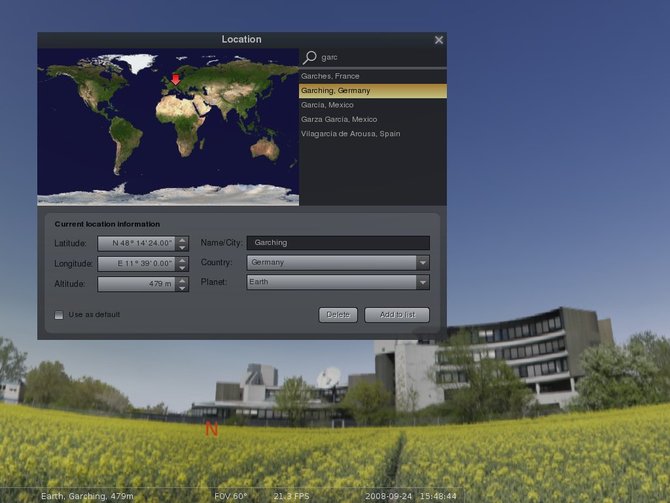 Location
garc
Garches, France
Garching, Germany
García, Mexico
Garza García, Mexico
Vilagarcía de Arousa, Spain
Current location information
Latitude: N 48° 14' 24.00" Name/City: Garching
Longitude: E 11° 39' 0.00" Country: Germany
Altitude: 479 m Planet: Earth
Use as default Delete Add to list
N
Earth, Garching, 479m FOV 60° 21.3 FPS 2008-09-24 15:48:44